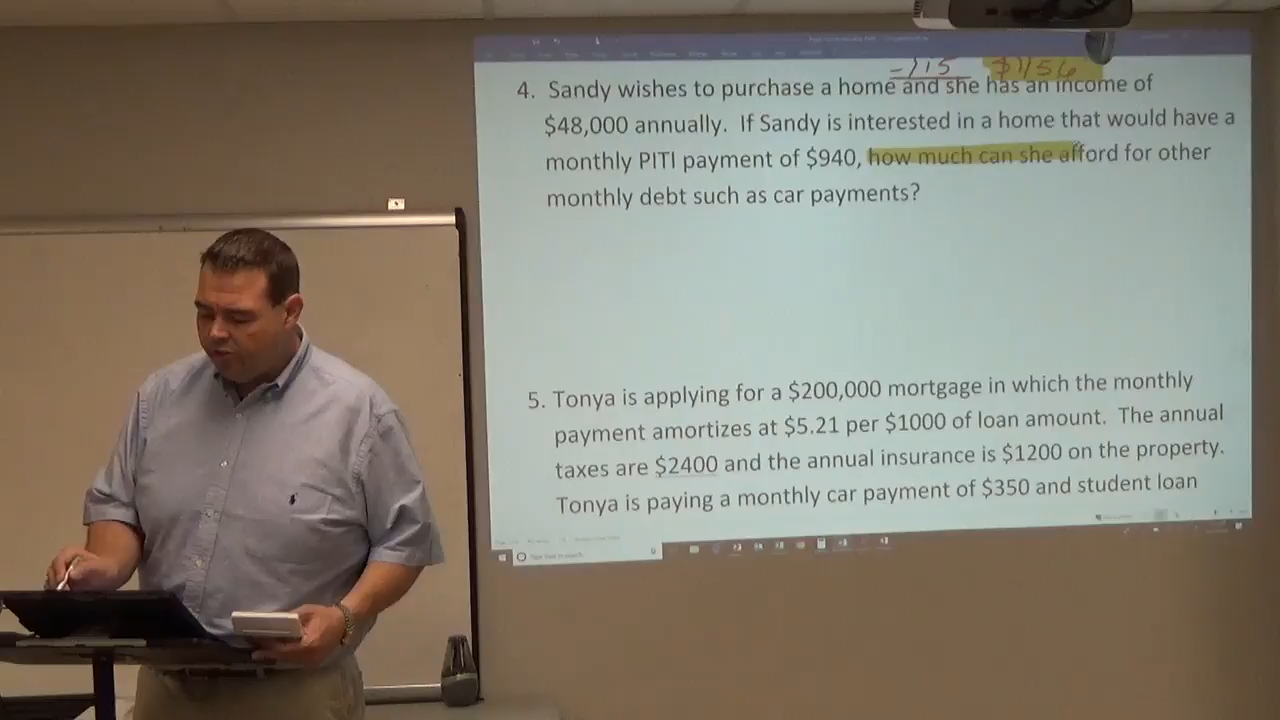 -715 $1156
4. Sandy wishes to purchase a home and she has an income of
$48,000 annually. If Sandy is interested in a home that would have a
monthly PITI payment of $940, how much can she afford for other
monthly debt such as car payments?
5. Tonya is applying for a $200,000 mortgage in which the monthly
payment amortizes at $5.21 per $1000 of loan amount. The annual
taxes are $2400 and the annual insurance is $1200 on the property.
Tonya is paying a monthly car payment of $350 and student loan